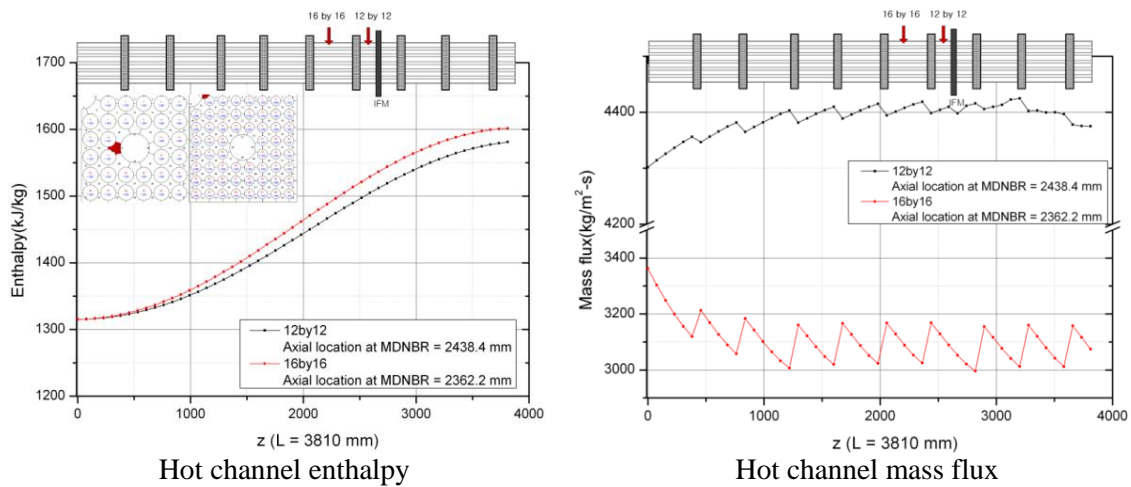 16 by 16 12 by 12
IFM
1700
1600
1500
1400
1300
1200
Enthalpy(kJ/kg)
12by12
Axial location at MDNBR = 2438.4 mm
16by16
Axial location at MDNBR = 2362.2 mm
0 1000 2000 3000 4000
z (L = 3810 mm)
Hot channel enthalpy
16 by 16 12 by 12
IFM
4400
4200
3400
3200
3000
Mass flux(kg/m²-s)
12by12
Axial location at MDNBR = 2438.4 mm
16by16
Axial location at MDNBR = 2362.2 mm
0 1000 2000 3000 4000
z (L = 3810 mm)
Hot channel mass flux